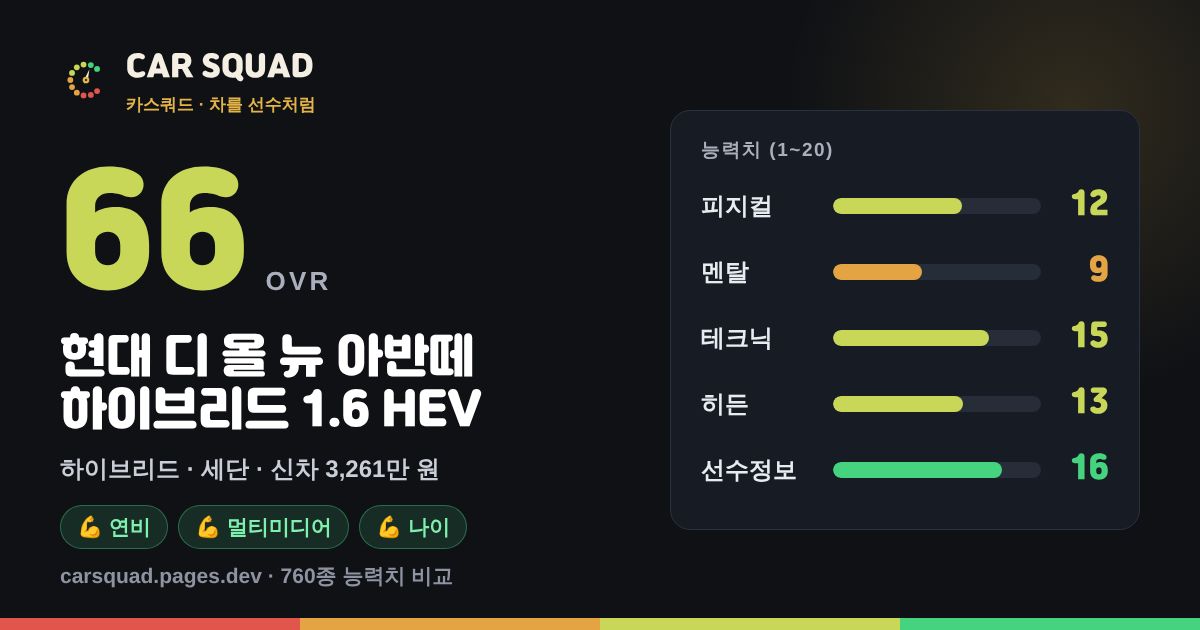 CAR SQUAD
카스쿼드 · 차를 선수처럼
66 OVR
현대 디 올 뉴 아반떼
하이브리드 1.6 HEV
하이브리드 · 세단 · 신차 3,261만 원
💪 연비 💪 멀티미디어 💪 나이
carsquad.pages.dev · 760종 능력치 비교
능력치 (1~20)
피지컬 12
멘탈 9
테크닉 15
히든 13
선수정보 16